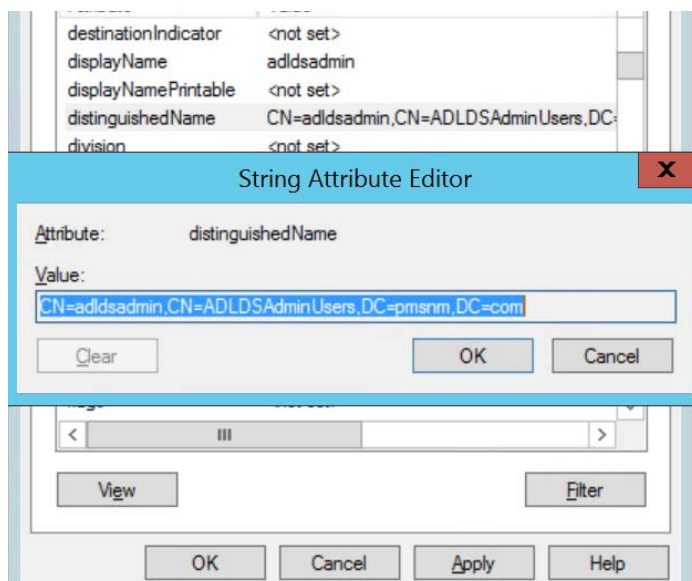 destinationIndicator <not set>
displayName adldsadmin
displayNamePrintable <not set>
distinguishedName CN=adldsadmin,CN=ADLDSAdminUsers,DC=
division <not set>
String Attribute Editor
X
Attribute: distinguishedName
Value:
CN=adldsadmin,CN=ADLDSAdminUsers,DC=pmsnm,DC=com
Clear OK Cancel
View Filter
OK Cancel Apply Help